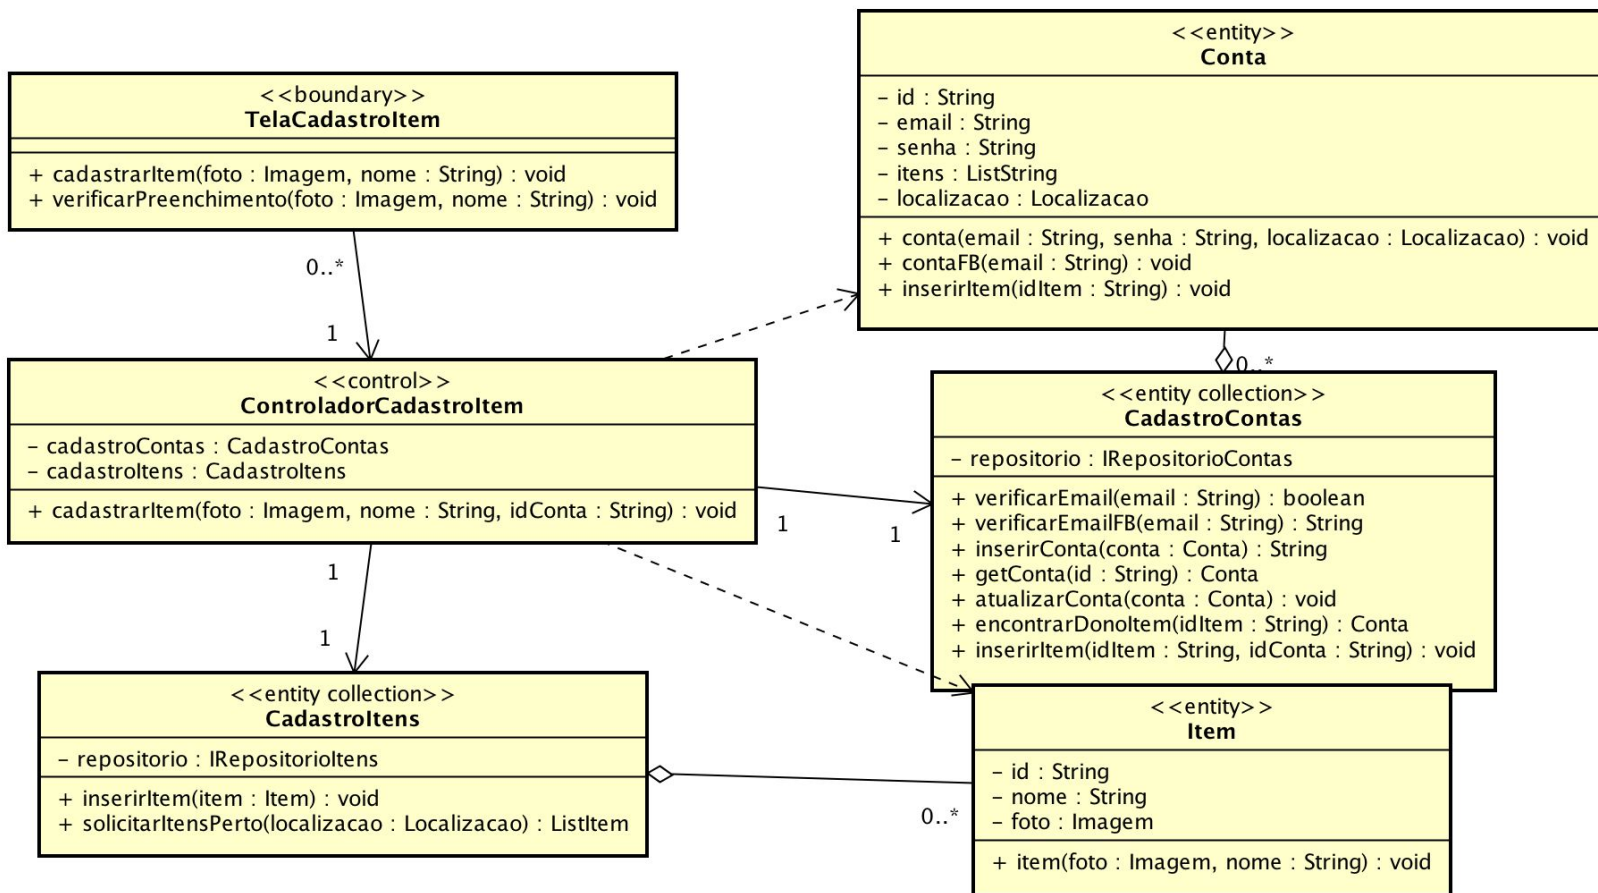 <<boundary>>
TelaCadastroItem
+ cadastrarItem(foto : Imagem, nome : String) : void
+ verificarPreenchimento(foto : Imagem, nome : String) : void
<<entity>>
Conta
– id : String
– email : String
– senha : String
– itens : ListString
– localizacao : Localizacao
+ conta(email : String, senha : String, localizacao : Localizacao) : void
+ contaFB(email : String) : void
+ inserirItem(idItem : String) : void
0..*
1
0..*
<<control>>
ControladorCadastroItem
– cadastroContas : CadastroContas
– cadastroItens : CadastroItens
+ cadastrarItem(foto : Imagem, nome : String, idConta : String) : void
1
1
<<entity collection>>
CadastroContas
– repositorio : IRepositorioContas
+ verificarEmail(email : String) : boolean
+ verificarEmailFB(email : String) : String
+ inserirConta(conta : Conta) : String
+ getConta(id : String) : Conta
+ atualizarConta(conta : Conta) : void
+ encontrarDonoItem(idItem : String) : Conta
+ inserirItem(idItem : String, idConta : String) : void
1
1
<<entity collection>>
CadastroItens
– repositorio : IRepositorioItens
+ inserirItem(item : Item) : void
+ solicitarItensPerto(localizacao : Localizacao) : ListItem
0..*
<<entity>>
Item
– id : String
– nome : String
– foto : Imagem
+ item(foto : Imagem, nome : String) : void